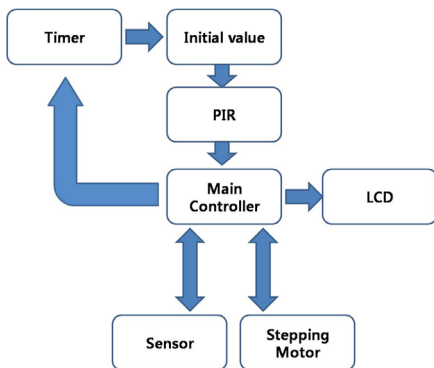 Timer
Initial value
PIR
Main
Controller
LCD
Sensor
Stepping
Motor